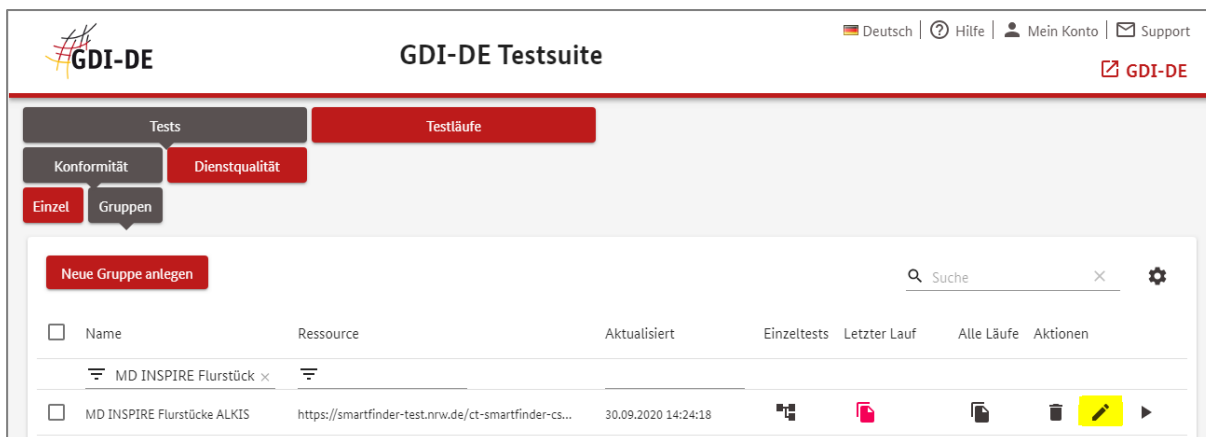 Deutsch | Hilfe | Mein Konto | Support
GDI-DE
GDI-DE Testsuite
GDI-DE
Tests
Testläufe
Konformität
Dienstqualität
Einzel
Gruppen
Neue Gruppe anlegen
Suche
Name Ressource Aktualisiert Einzeltests Letzter Lauf Alle Läufe Aktionen
MD INSPIRE Flurstück
MD INSPIRE Flurstücke ALKIS https://smartfinder-test.nrw.de/ct-smartfinder-cs... 30.09.2020 14:24:18